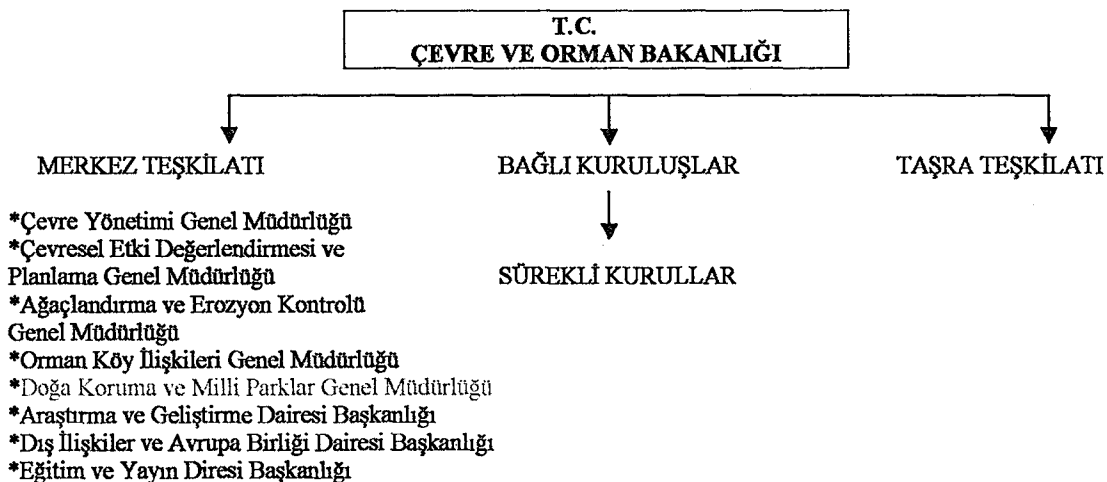 T.C.
ÇEVRE VE ORMAN BAKANLIĞI
MERKEZ TEŞKİLATI
BAĞLI KURULUŞLAR
TAŞRA TEŞKİLATI
SÜREKLİ KURULLAR
*Çevre Yönetimi Genel Müdürlüğü
*Çevresel Etki Değerlendirmesi ve
Planlama Genel Müdürlüğü
*Ağaçlandırma ve Erozyon Kontrolü
Genel Müdürlüğü
*Orman Köy İlişkileri Genel Müdürlüğü
*Doğa Koruma ve Milli Parklar Genel Müdürlüğü
*Araştırma ve Geliştirme Dairesi Başkanlığı
*Dış İlişkiler ve Avrupa Birliği Dairesi Başkanlığı
*Eğitim ve Yayın Diresi Başkanlığı